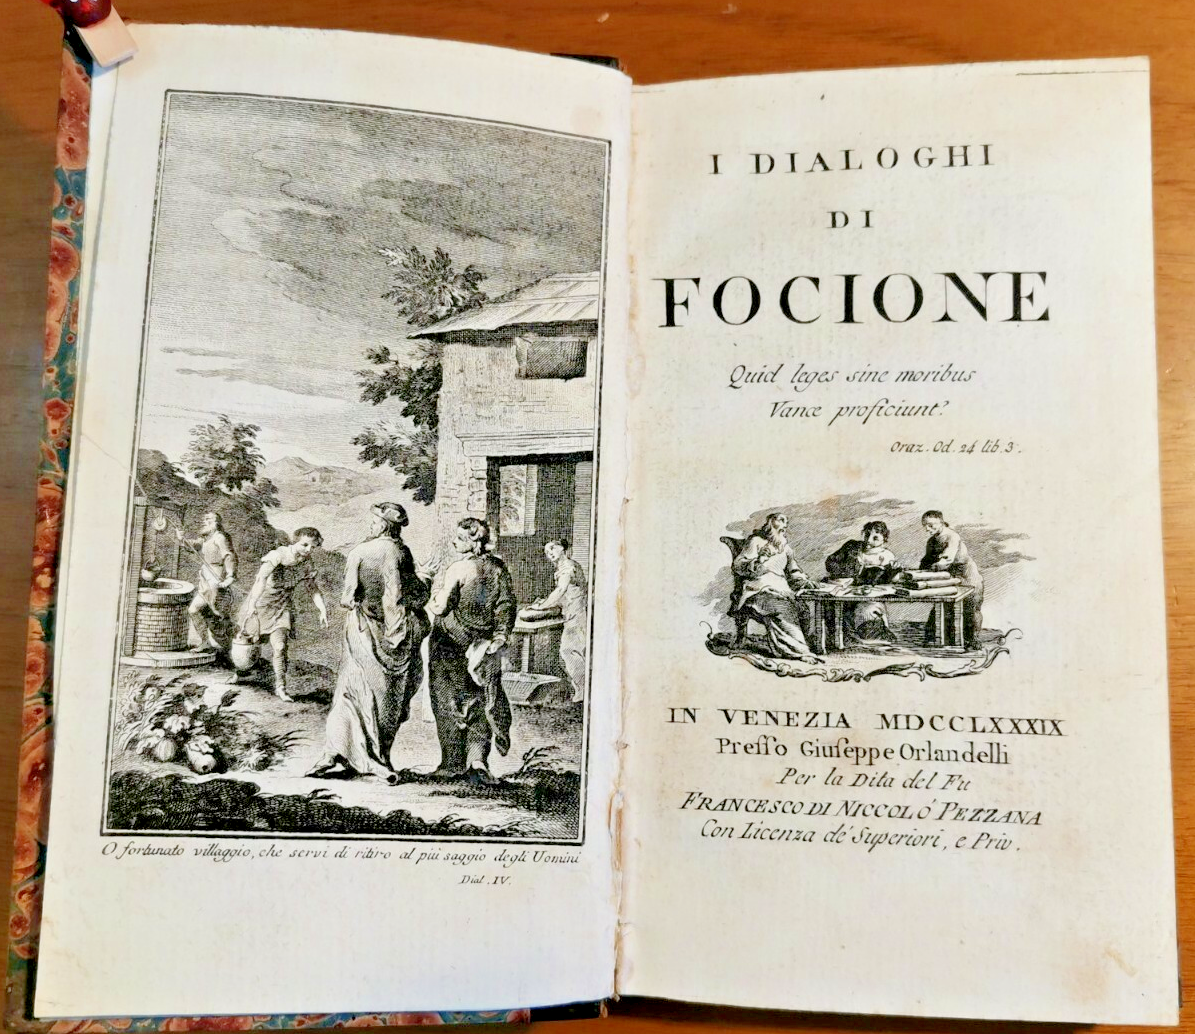 O fortunato villaggio, che servi di ritiro al più saggio degli Uomini
Dial. IV.
I DIALOGHI
DI
FOCIONE
Quid leges sine moribus
Vanæ proficiunt?
Oraz. Od. 24 lib. 3.
IN VENEZIA MDCCLXXXIX
Preſſo Giuſeppe Orlandelli
Per la Dita del Fu
FRANCESCO DI NICCOLÓ PEZZANA
Con Licenza de' Superiori, e Priv.